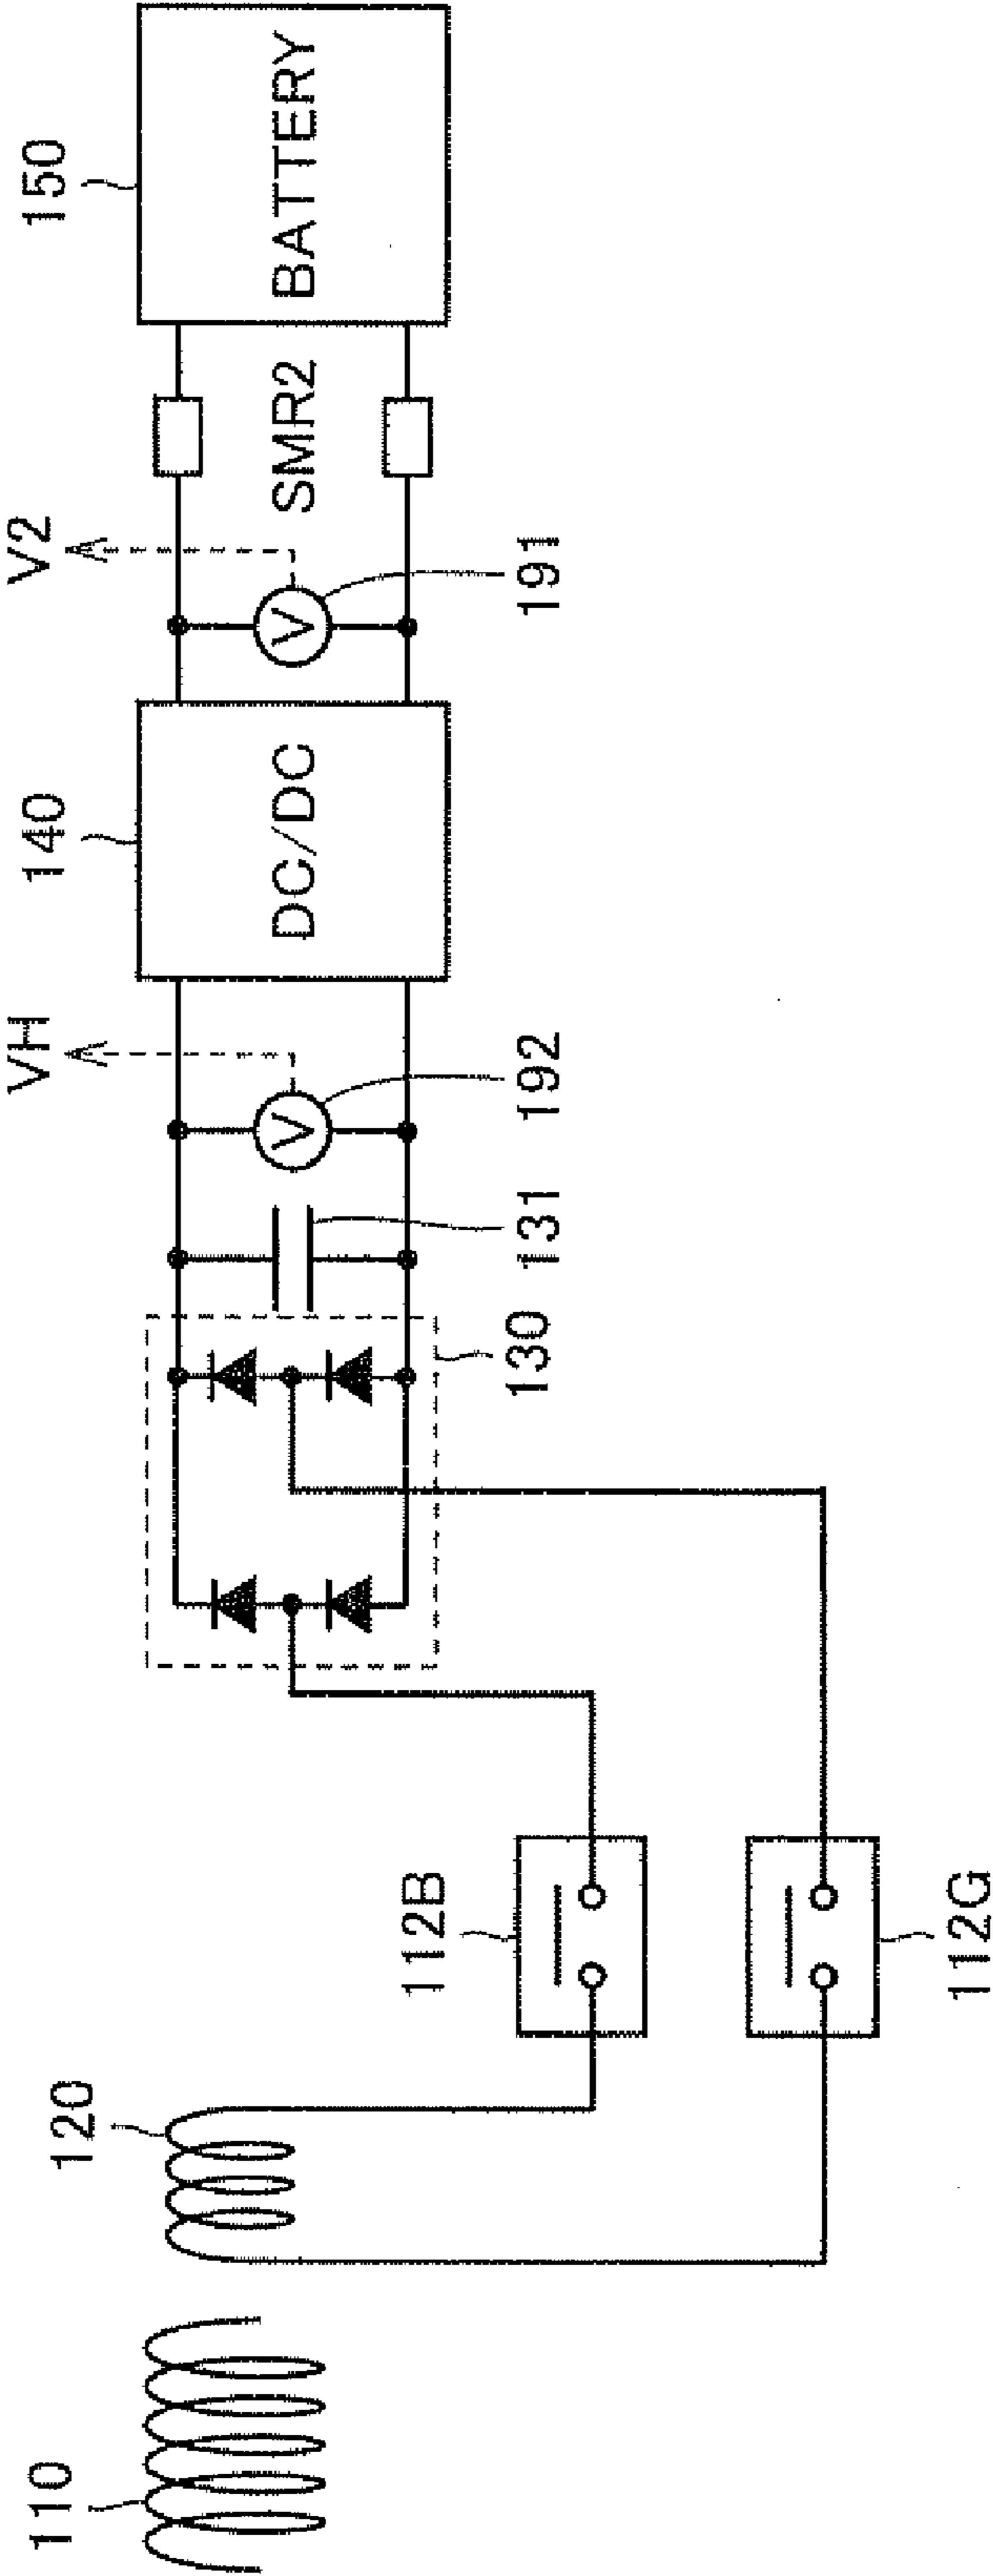 110
120
112B
112G
130
131
192
VH
140
DC/DC
V
191
V
V2
SMR2
150
BATTERY